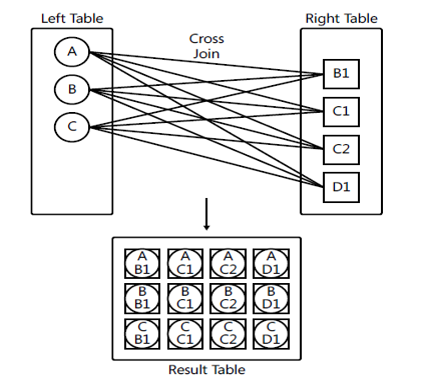 Left Table
Right Table
Cross
Join
A
B
C
B1
C1
C2
D1
A A A A
B1 C1 C2 D1
B B B B
B1 C1 C2 D1
C C C C
B1 C1 C2 D1
Result Table